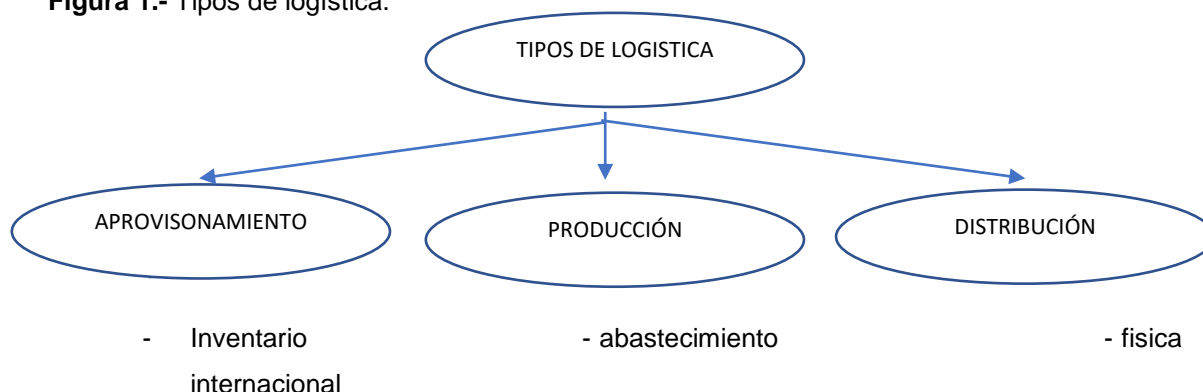 Figura 1.- Tipos de logística.
TIPOS DE LOGISTICA
APROVISONAMIENTO
PRODUCCIÓN
DISTRIBUCIÓN
- Inventario - abastecimiento - fisica
internacional